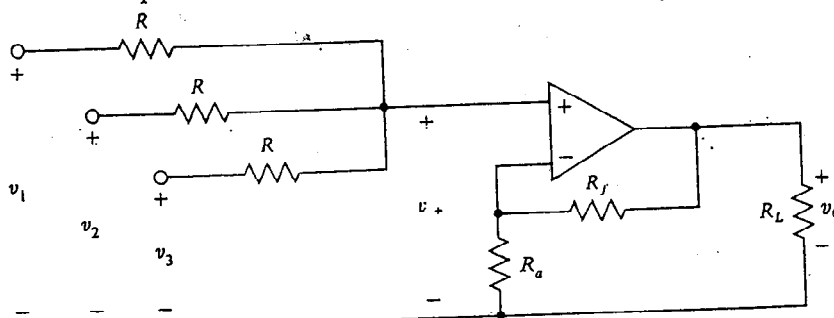 R
R
+
R
+
+
+
+
−
+
v₁
v₂
v₃
v₊
R_f
R_L
+
v₀
−
R_a
−
−
−
−